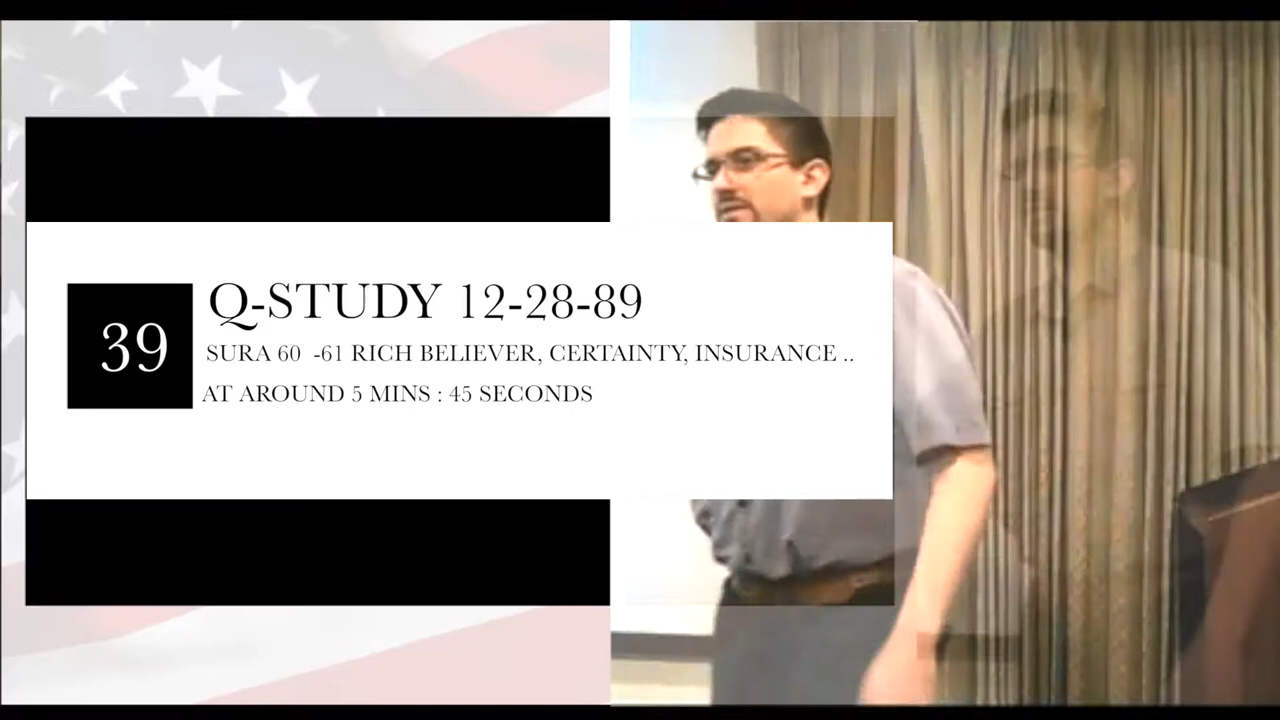 39
Q-STUDY 12-28-89
SURA 60 -61 RICH BELIEVER, CERTAINTY, INSURANCE ..
AT AROUND 5 MINS : 45 SECONDS